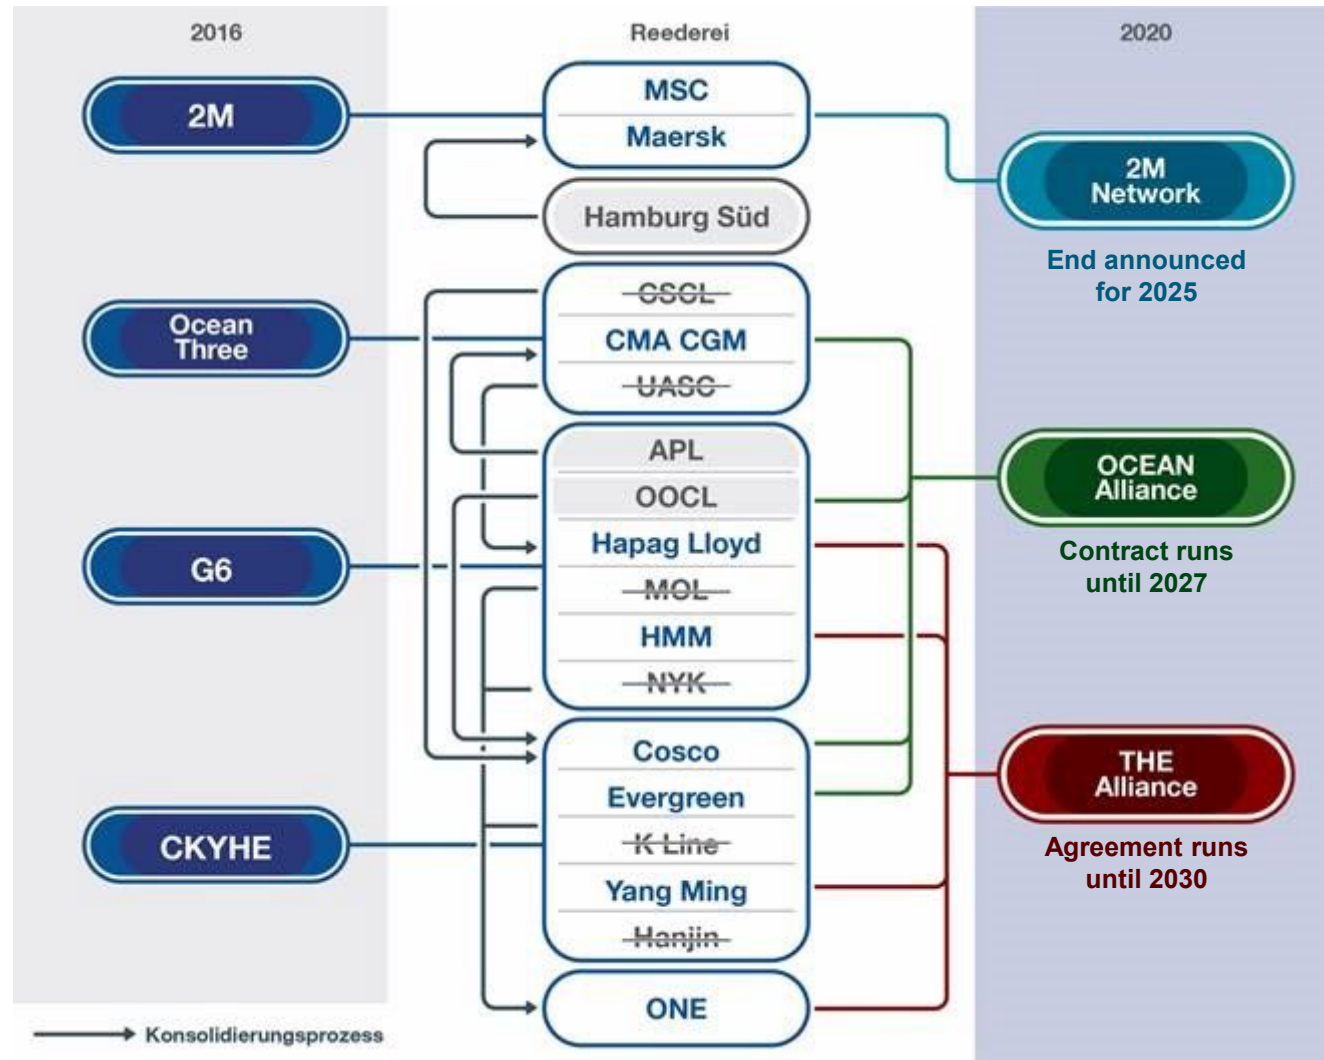 2016
Reederei
2020
2M
MSC
Maersk
2M
Network
Hamburg Süd
End announced
for 2025
Ocean
Three
CSCL
CMA CGM
UASC
APL
OOCL
OCEAN
Alliance
Hapag Lloyd
Contract runs
until 2027
G6
MOL
HMM
NYK
Cosco
THE
Alliance
Evergreen
CKYHE
K Line
Agreement runs
until 2030
Yang Ming
Hanjin
ONE
Konsolidierungsprozess